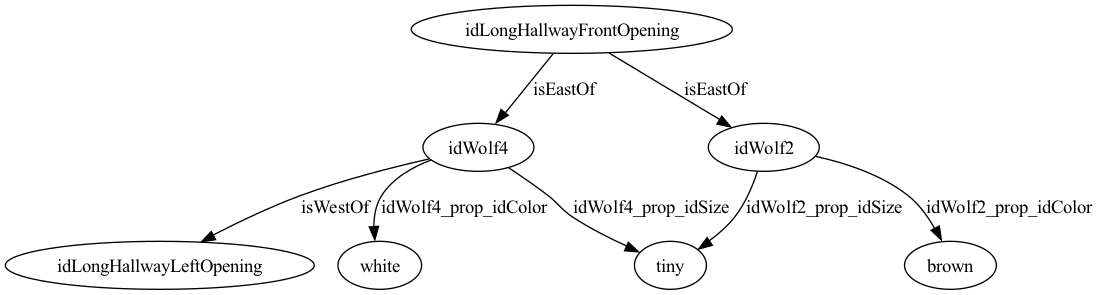 idLongHallwayFrontOpening
isEastOf
isEastOf
idWolf4
idWolf2
isWestOf
idWolf4_prop_idColor
idWolf4_prop_idSize
idWolf2_prop_idSize
idWolf2_prop_idColor
idLongHallwayLeftOpening
white
tiny
brown